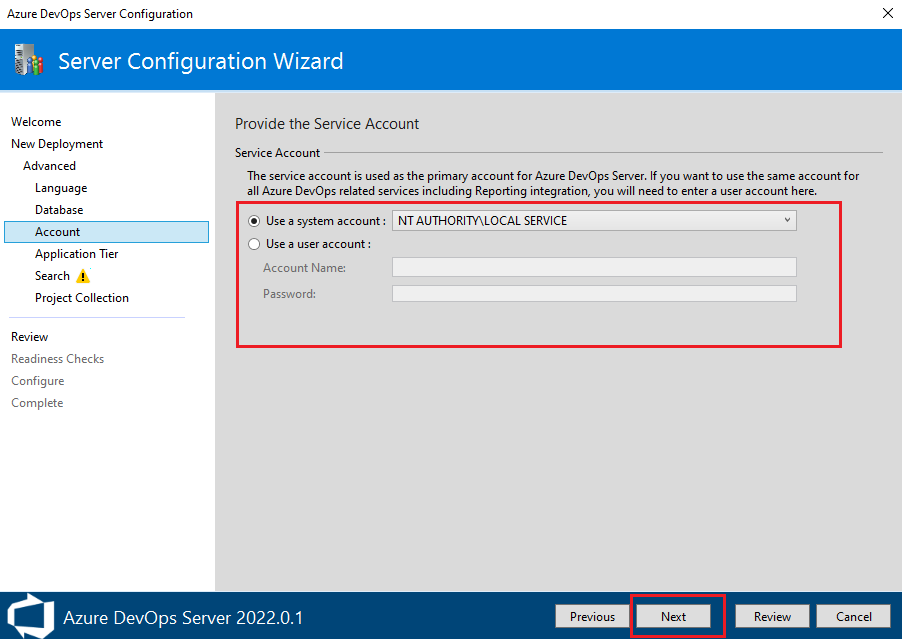 Azure DevOps Server Configuration
Server Configuration Wizard
Welcome
New Deployment
Advanced
Language
Database
Account
Application Tier
Search
Project Collection
Review
Readiness Checks
Configure
Complete
Provide the Service Account
Service Account
The service account is used as the primary account for Azure DevOps Server. If you want to use the same account for
all Azure DevOps related services including Reporting integration, you will need to enter a user account here.
Use a system account : NT AUTHORITY\LOCAL SERVICE
Use a user account :
Account Name:
Password:
Azure DevOps Server 2022.0.1
Previous Next Review Cancel